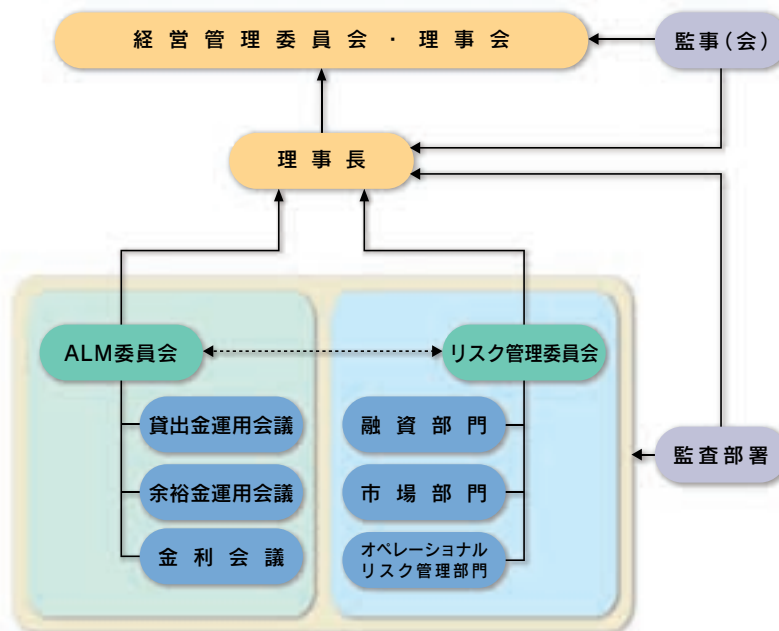 経営管理委員会・理事会
監事(会)
理事長
ALM委員会
リスク管理委員会
貸出金運用会議
融資部門
余裕金運用会議
市場部門
監査部署
金利会議
オペレーショナル
リスク管理部門